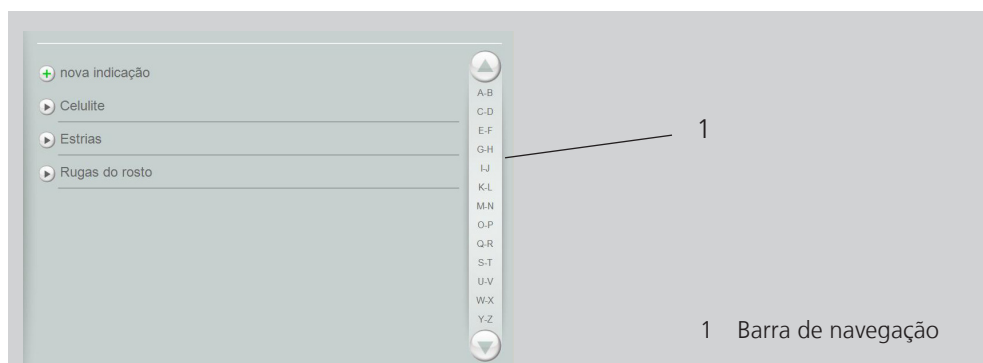 nova indicação
Celulite
Estrias
Rugas do rosto
A-B
C-D
E-F
G-H
I-J
K-L
M-N
O-P
Q-R
S-T
U-V
W-X
Y-Z
1
1 Barra de navegação